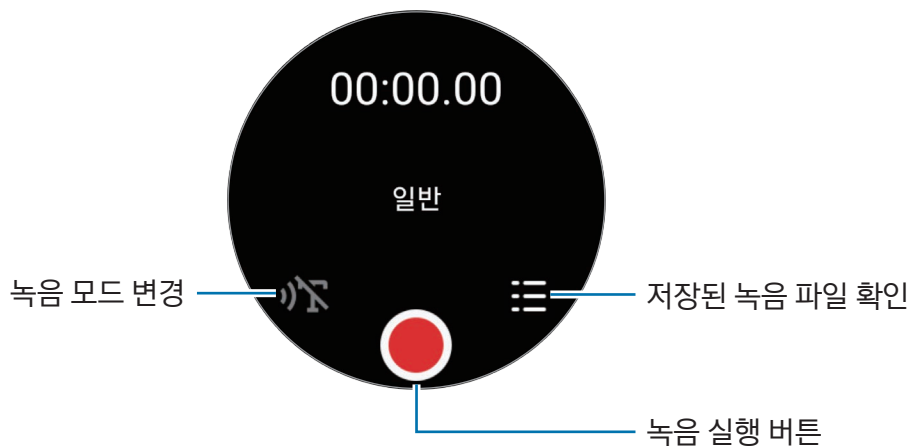 00:00.00
일반
녹음 모드 변경
저장된 녹음 파일 확인
녹음 실행 버튼